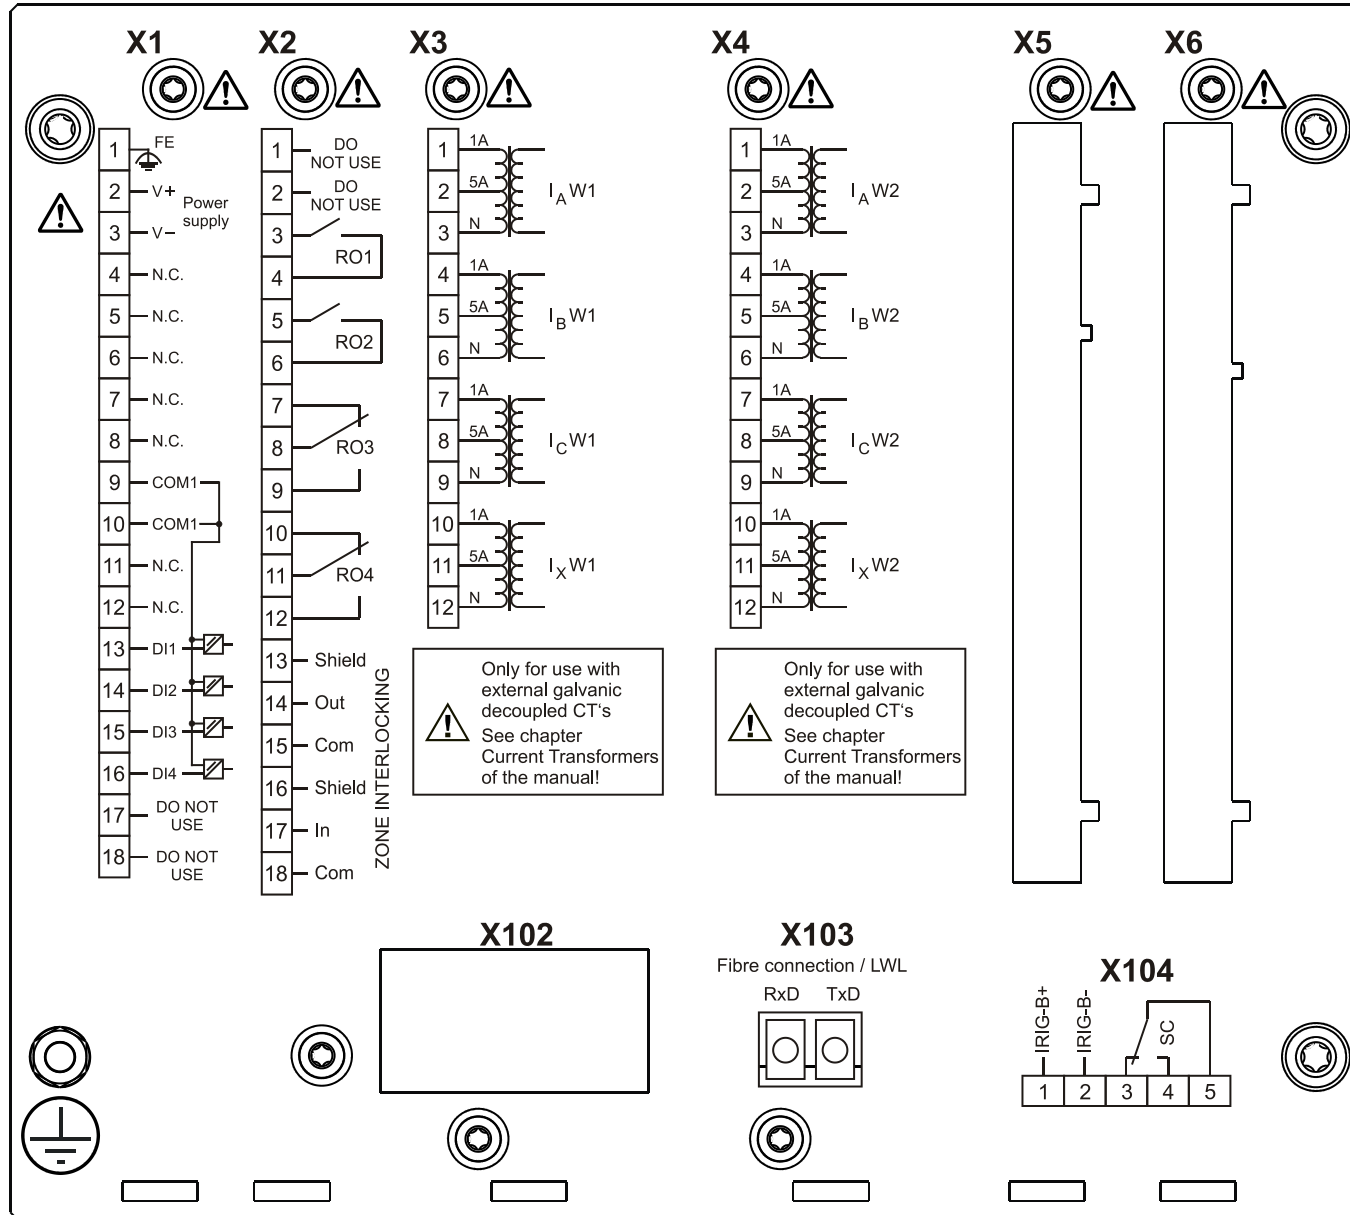 X1 X2 X3 X4 X5 X6
1 FE
2 V+
Power
supply
3 V−
4 N.C.
5 N.C.
6 N.C.
7 N.C.
8 N.C.
9 COM1
10 COM1
11 N.C.
12 N.C.
13 DI1
14 DI2
15 DI3
16 DI4
17 DO NOT
USE
18 DO NOT
USE
1 DO
NOT USE
2 DO
NOT USE
3
RO1
4
5
RO2
6
7
8 RO3
9
10
11 RO4
12
13 Shield
14 Out
15 Com
16 Shield
17 In
18 Com
ZONE INTERLOCKING
1 1A
2 5A IA W1
3 N
4 1A
5 5A IB W1
6 N
7 1A
8 5A IC W1
9 N
10 1A
11 5A IX W1
12 N
Only for use with
external galvanic
decoupled CT‘s
See chapter
Current Transformers
of the manual!
1 1A
2 5A IA W2
3 N
4 1A
5 5A IB W2
6 N
7 1A
8 5A IC W2
9 N
10 1A
11 5A IX W2
12 N
Only for use with
external galvanic
decoupled CT‘s
See chapter
Current Transformers
of the manual!
X102
X103
Fibre connection / LWL
RxD TxD
X104
IRIG-B+
IRIG-B-
SC
1 2 3 4 5